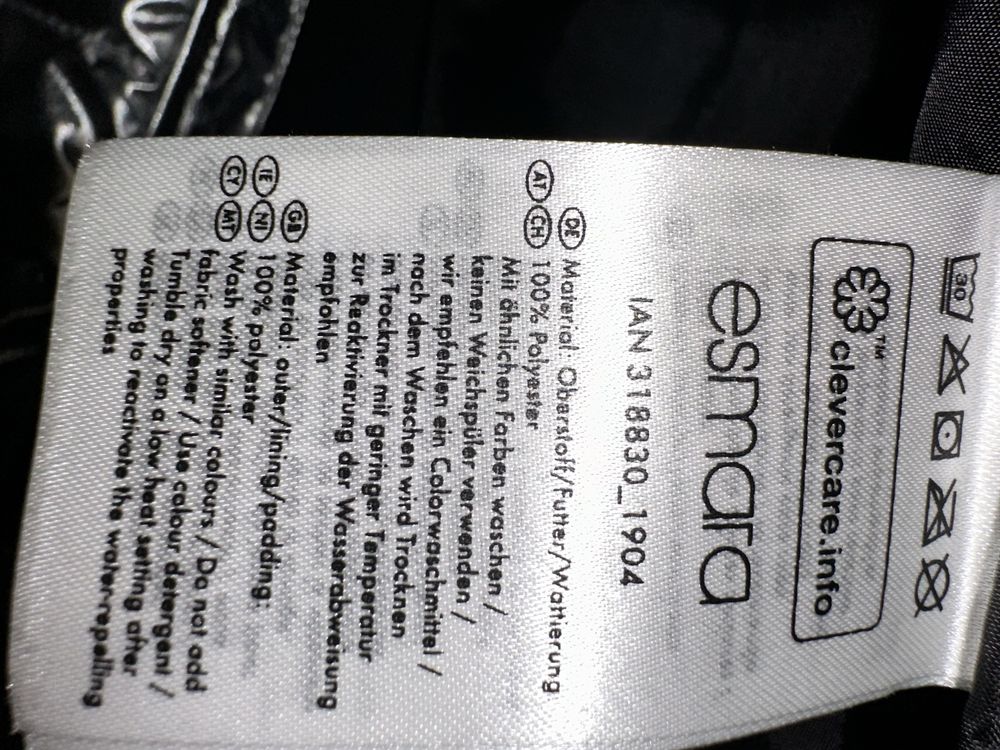 30
clevercare.info™
esmara
IAN 318830_1904
DE Material: Oberstoff/Futter/Wattierung:
AT CH 100% Polyester
Mit ähnlichen Farben waschen /
keinen Weichspüler verwenden /
wir empfehlen ein Colorwaschmittel /
nach dem Waschen wird Trocknen
im Trockner mit geringer Temperatur
zur Reaktivierung der Wasserabweisung
empfohlen
GB Material: outer/lining/padding:
IE NI 100% polyester
CY MT Wash with similar colours / Do not add
fabric softener / Use colour detergent /
Tumble dry on a low heat setting after
washing to reactivate the water-repelling
properties